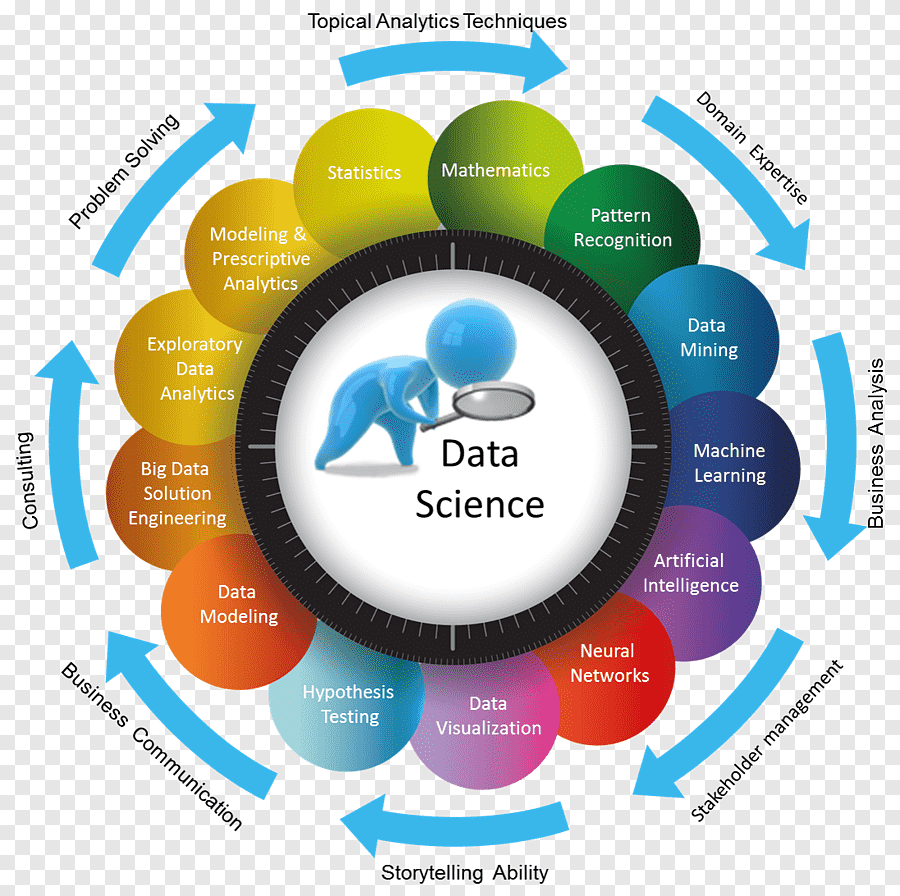 Topical Analytics Techniques
Domain Expertise
Business Analysis
Stakeholder management
Storytelling Ability
Business Communication
Consulting
Problem Solving
Statistics
Mathematics
Pattern
Recognition
Data
Mining
Machine
Learning
Artificial
Intelligence
Neural
Networks
Data
Visualization
Hypothesis
Testing
Data
Modeling
Big Data
Solution
Engineering
Exploratory
Data
Analytics
Modeling &
Prescriptive
Analytics
Data
Science